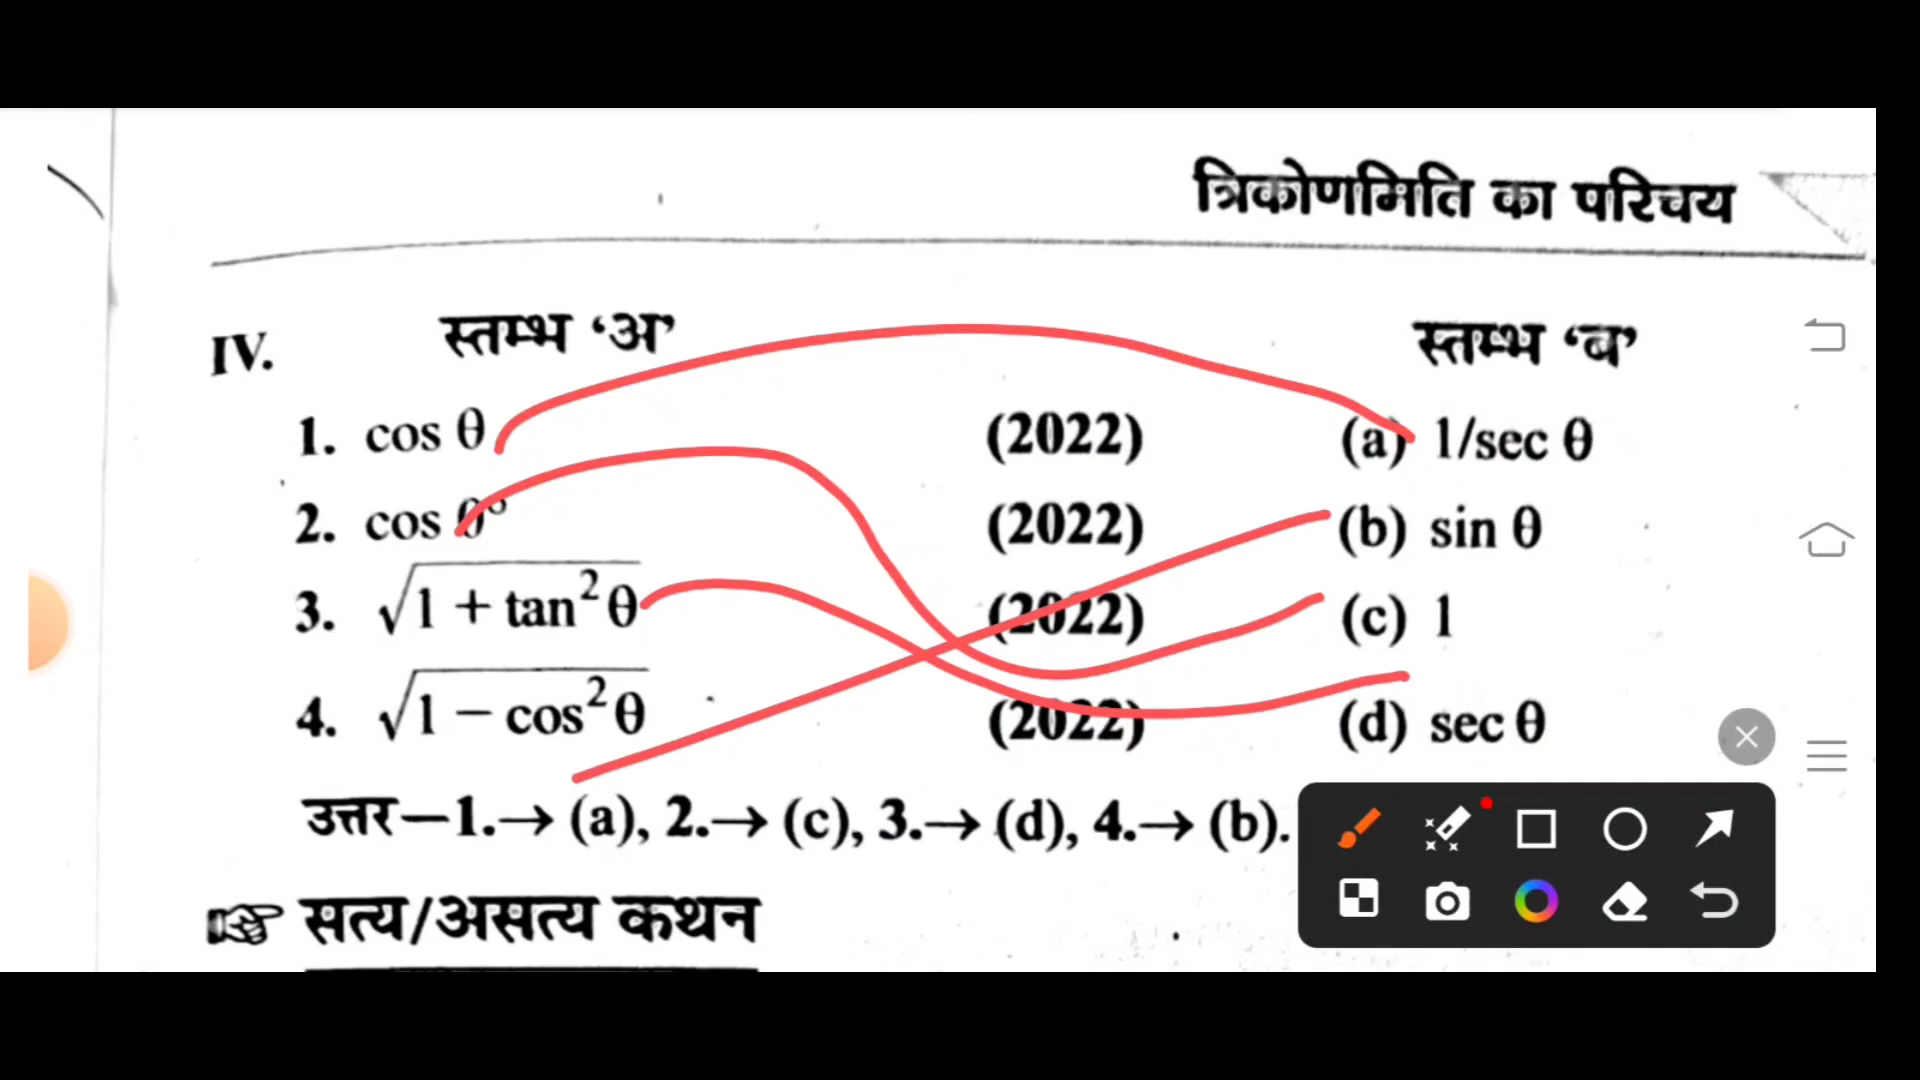 त्रिकोणमिति का परिचय
IV. स्तम्भ ‘अ’ स्तम्भ ‘ब’
1. cos θ (2022) (a) 1/sec θ
2. cos θ° (2022) (b) sin θ
3. √1 + tan²θ (2022) (c) 1
4. √1 − cos²θ (2022) (d) sec θ
उत्तर—1.→ (a), 2.→ (c), 3.→ (d), 4.→ (b).
☞ सत्य/असत्य कथन